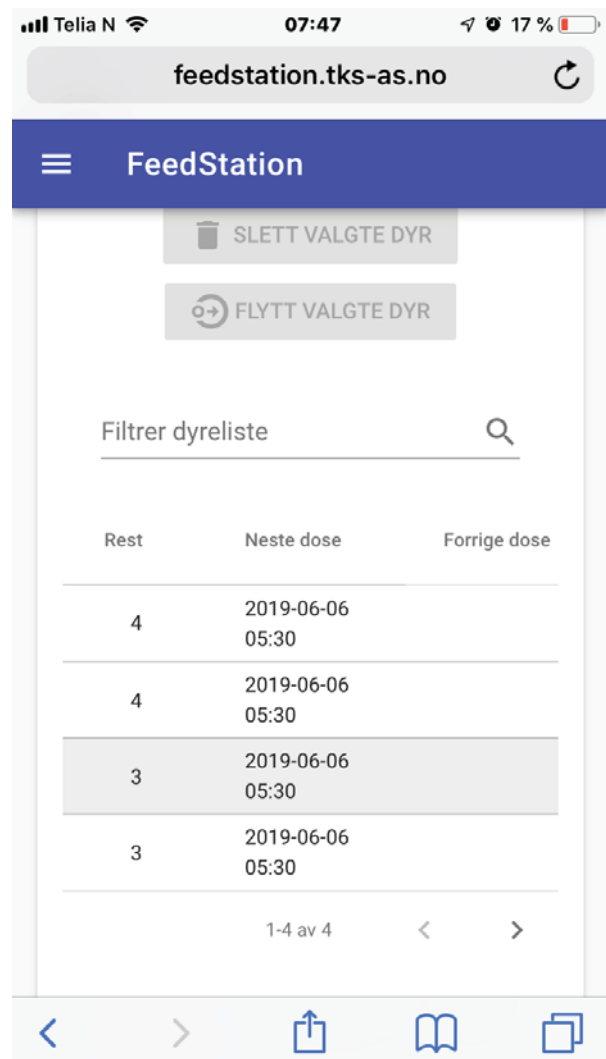 Telia N 07:47 17 %
feedstation.tks-as.no
FeedStation
SLETT VALGTE DYR
FLYTT VALGTE DYR
Filtrer dyreliste
Rest Neste dose Forrige dose
4 2019-06-06
05:30
4 2019-06-06
05:30
3 2019-06-06
05:30
3 2019-06-06
05:30
1-4 av 4